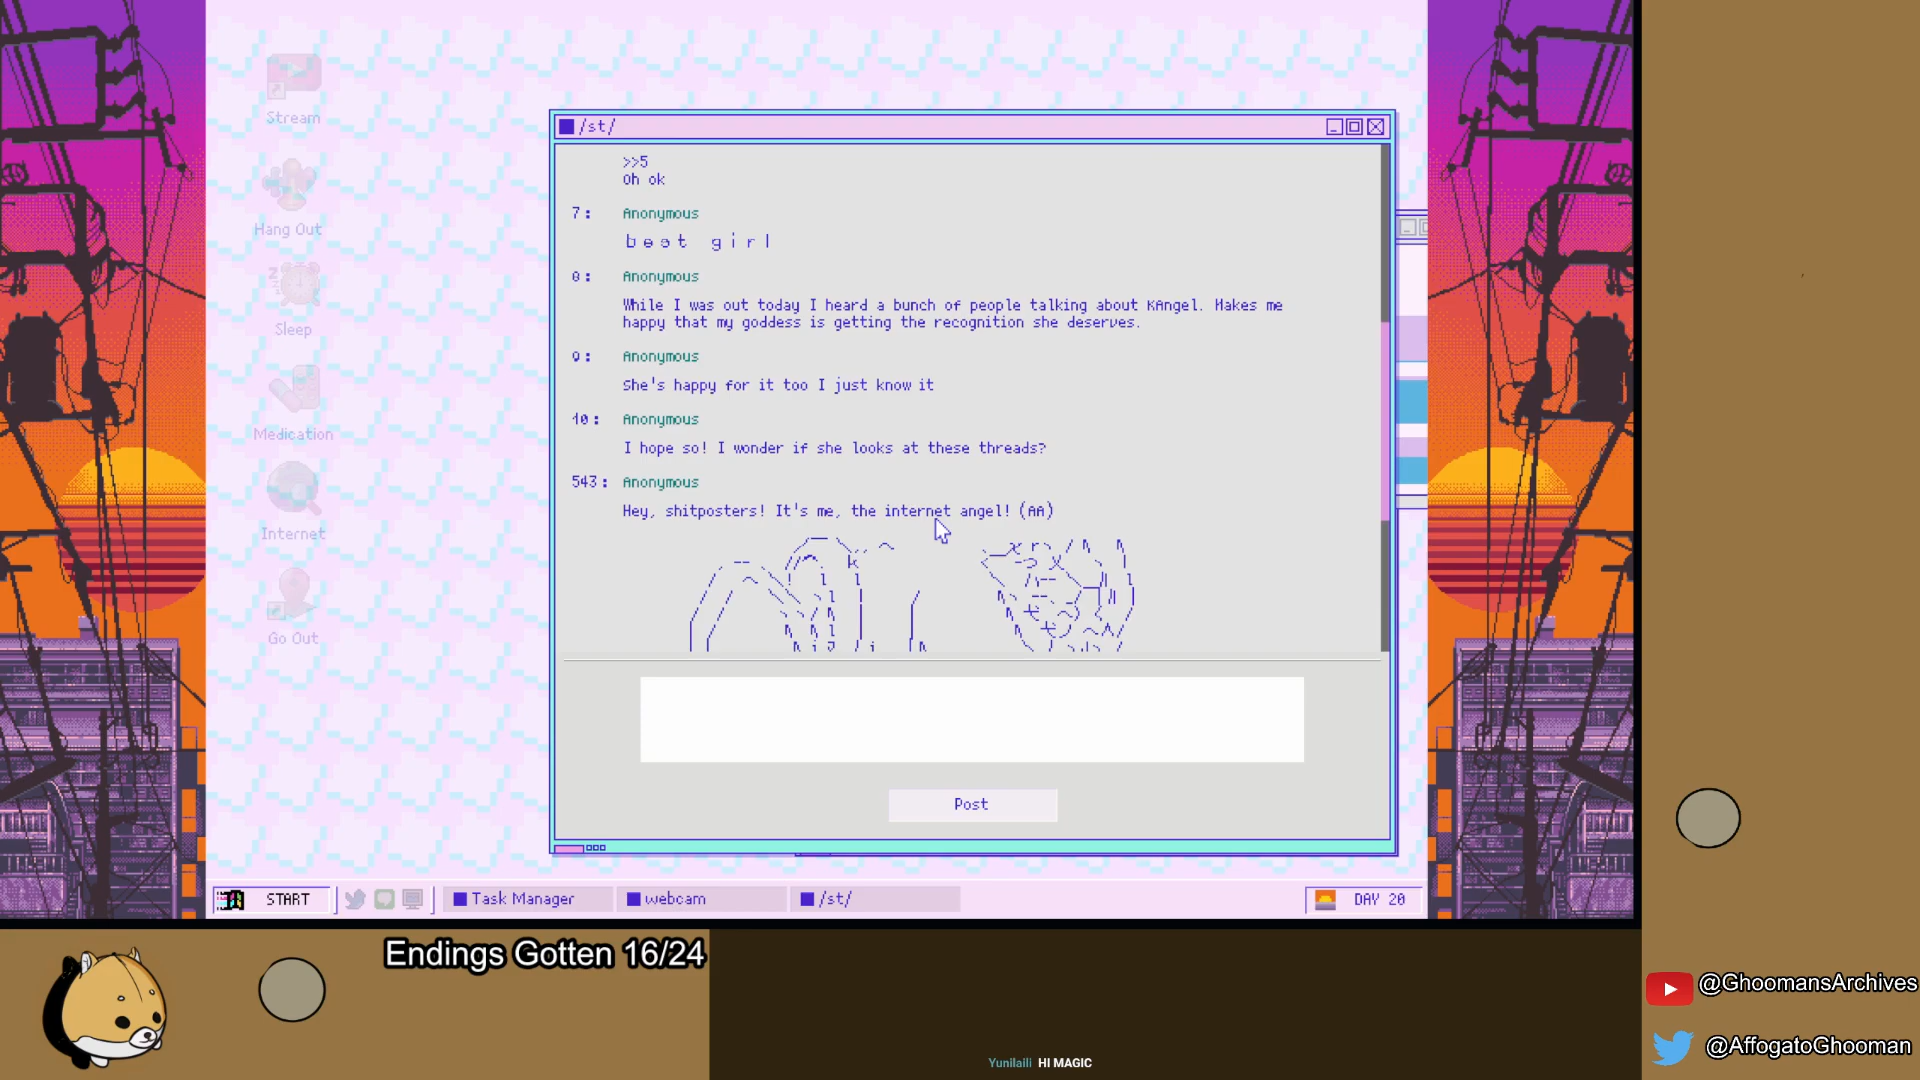 Stream
Hang Out
Sleep
Medication
Internet
Go Out
/st/
>>5
Oh ok
7: Anonymous
best girl
8: Anonymous
While I was out today I heard a bunch of people talking about KAngel. Makes me
happy that my goddess is getting the recognition she deserves.
9: Anonymous
She's happy for it too I just know it
10: Anonymous
I hope so! I wonder if she looks at these threads?
543: Anonymous
Hey, shitposters! It's me, the internet angel! (AA)
Post
START
Task Manager
webcam
/st/
DAY 20
Endings Gotten 16/24
@GhoomansArchives
@AffogatoGhooman
Yunilaili HI MAGIC